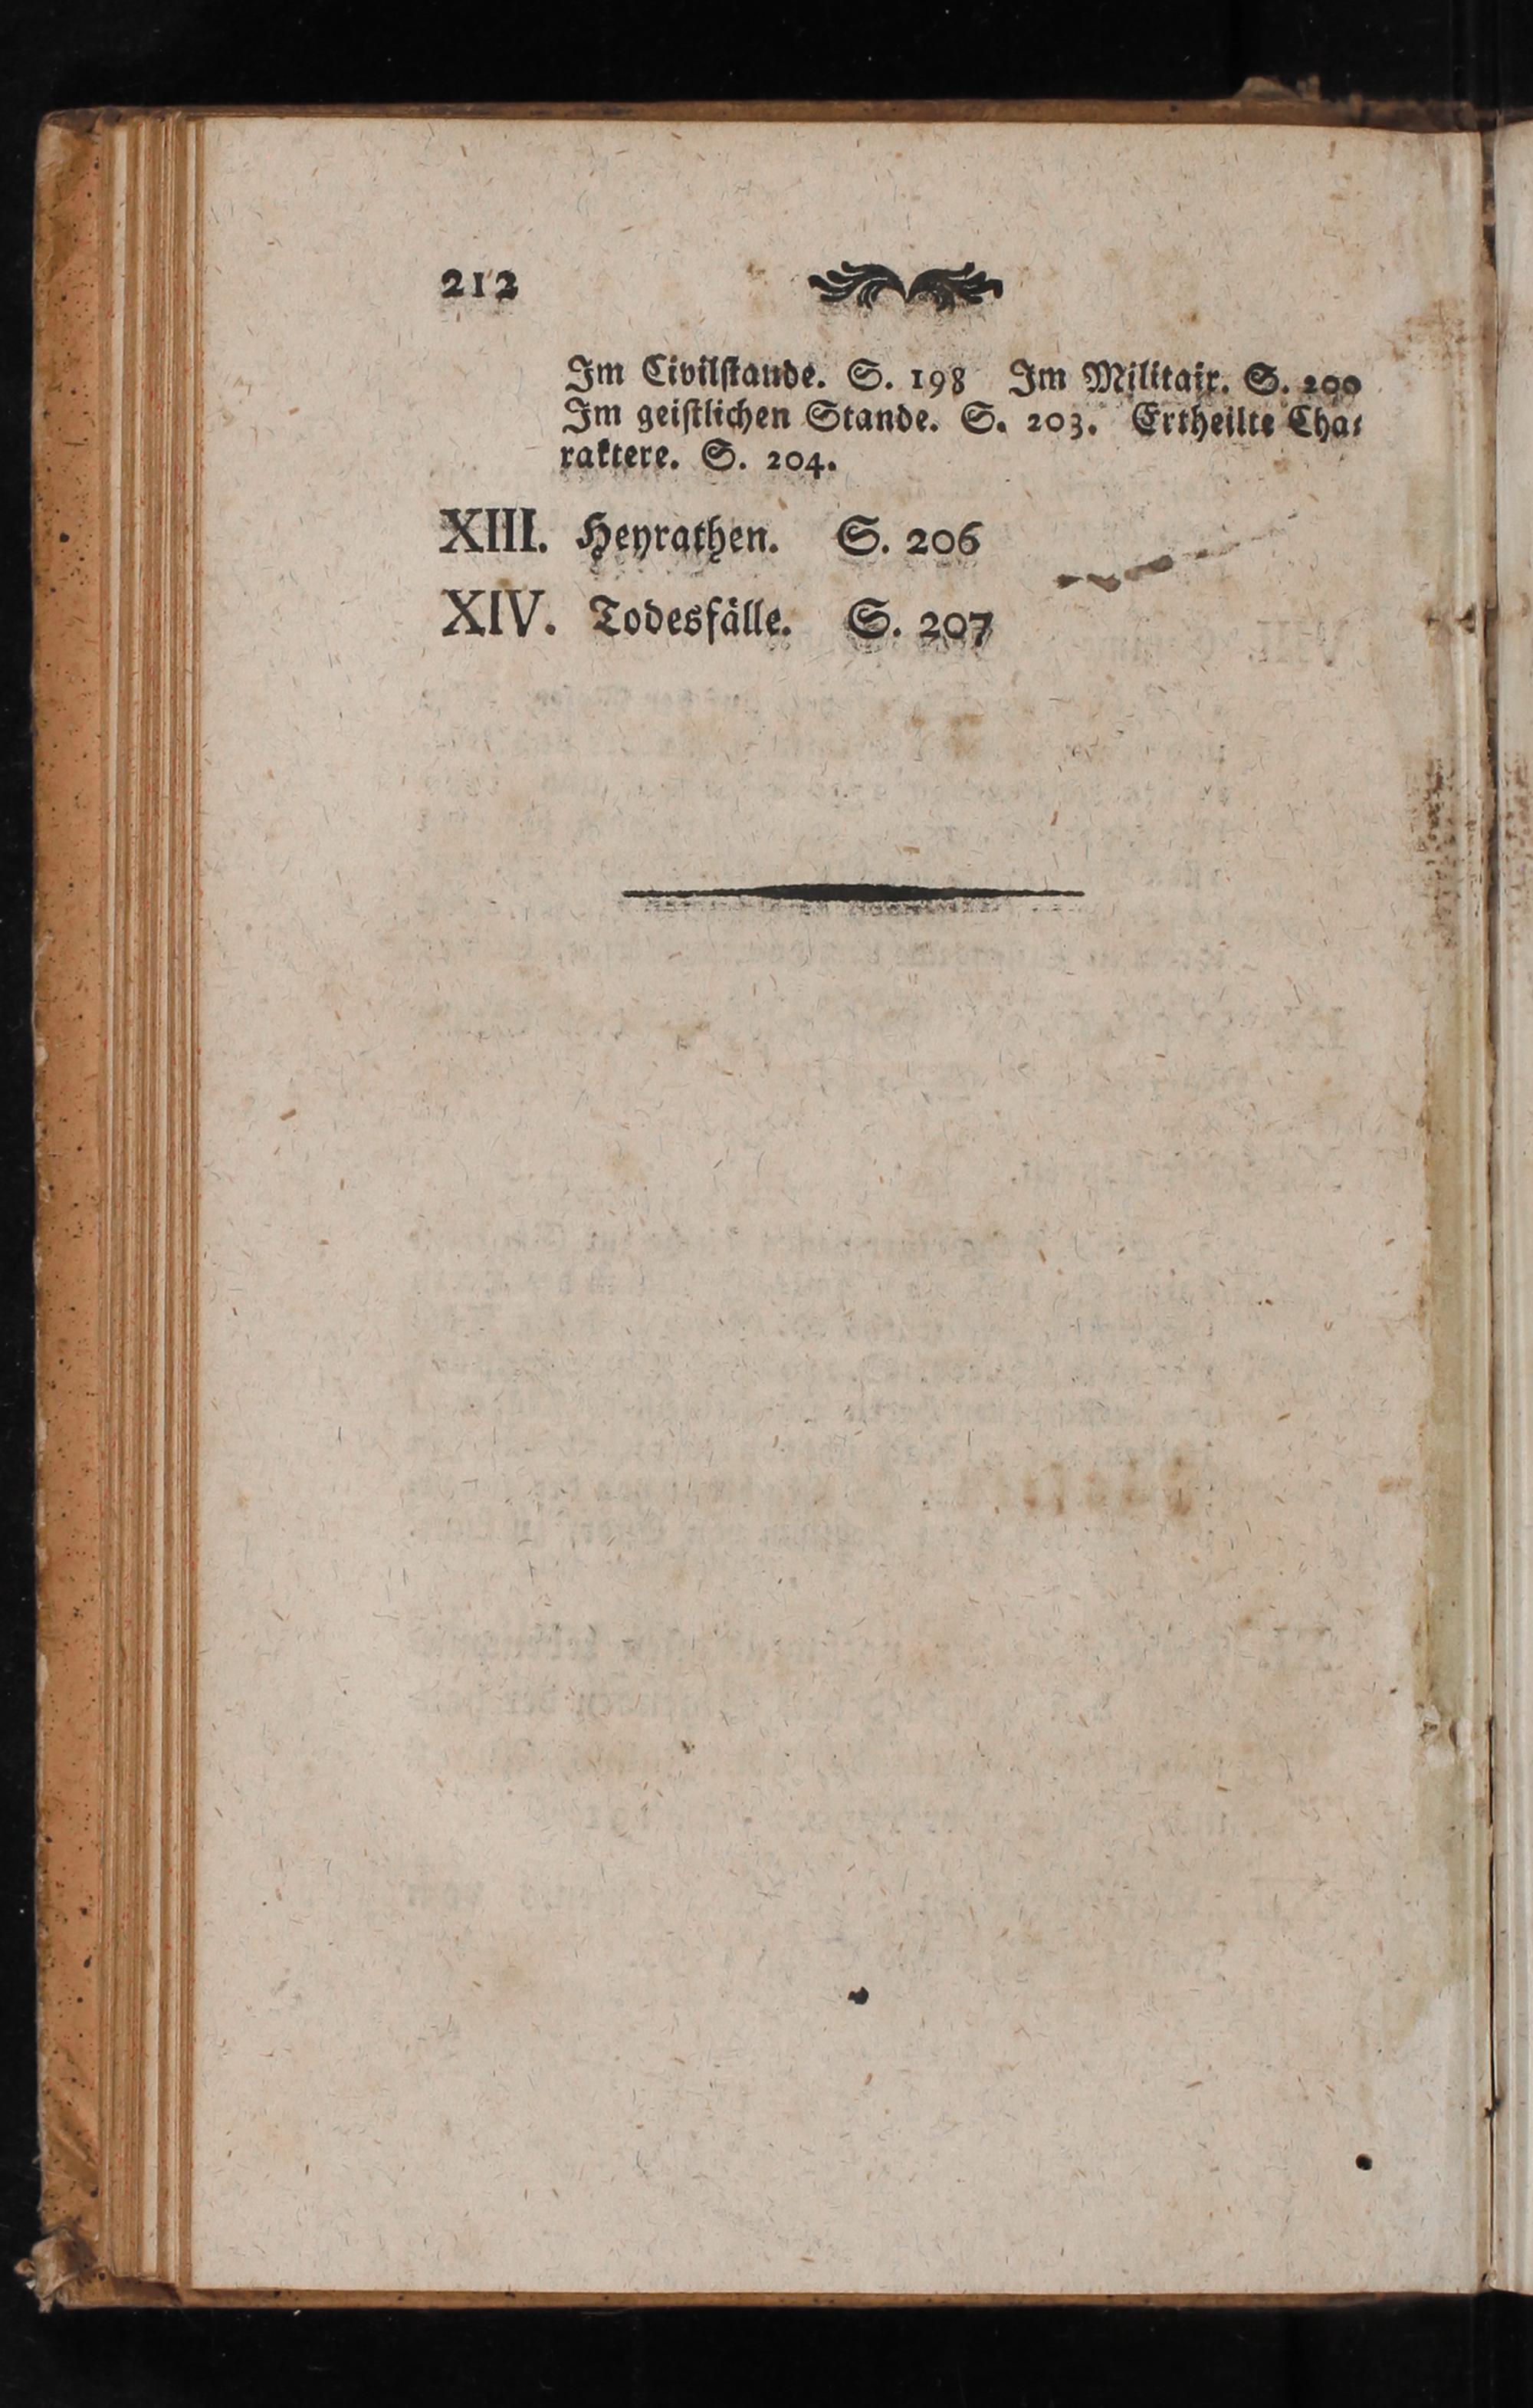 212
Im Civilstande. S. 198 Im Militair. S. 200
Im geistlichen Stande. S. 203. Ertheilte Cha-
raktere. S. 204.
XIII. Heyrathen. S. 206
XIV. Todesfälle. S. 207